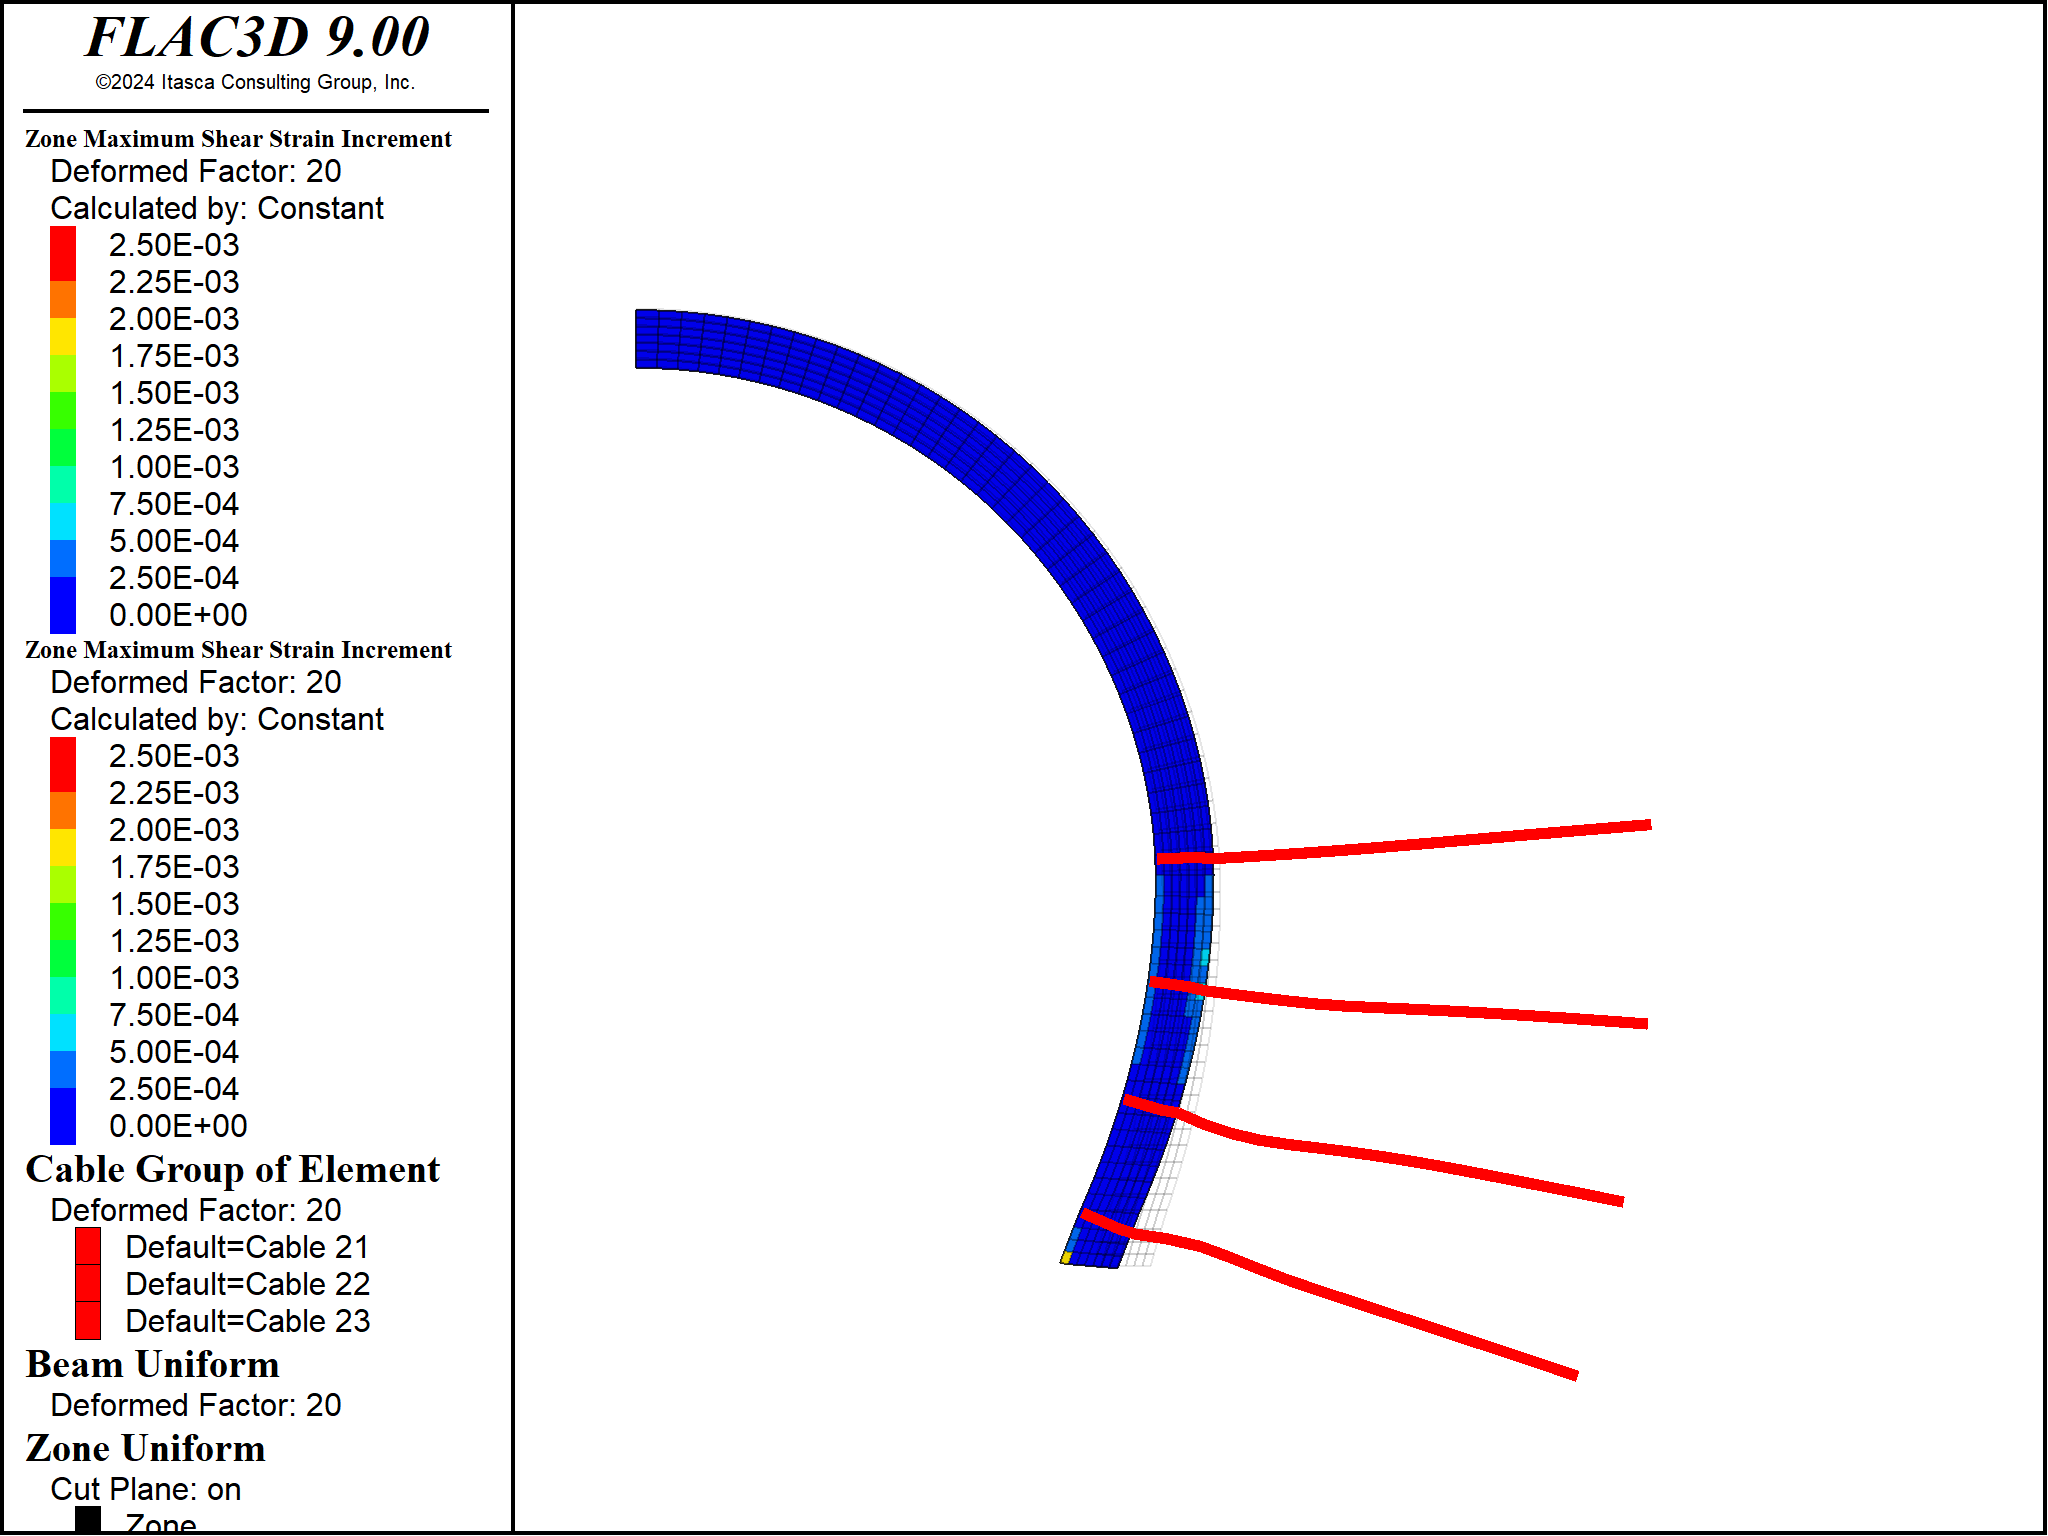 FLAC3D 9.00
©2024 Itasca Consulting Group, Inc.
Zone Maximum Shear Strain Increment
Deformed Factor: 20
Calculated by: Constant
2.50E-03
2.25E-03
2.00E-03
1.75E-03
1.50E-03
1.25E-03
1.00E-03
7.50E-04
5.00E-04
2.50E-04
0.00E+00
Zone Maximum Shear Strain Increment
Deformed Factor: 20
Calculated by: Constant
2.50E-03
2.25E-03
2.00E-03
1.75E-03
1.50E-03
1.25E-03
1.00E-03
7.50E-04
5.00E-04
2.50E-04
0.00E+00
Cable Group of Element
Deformed Factor: 20
Default=Cable 21
Default=Cable 22
Default=Cable 23
Beam Uniform
Deformed Factor: 20
Zone Uniform
Cut Plane: on
Zone